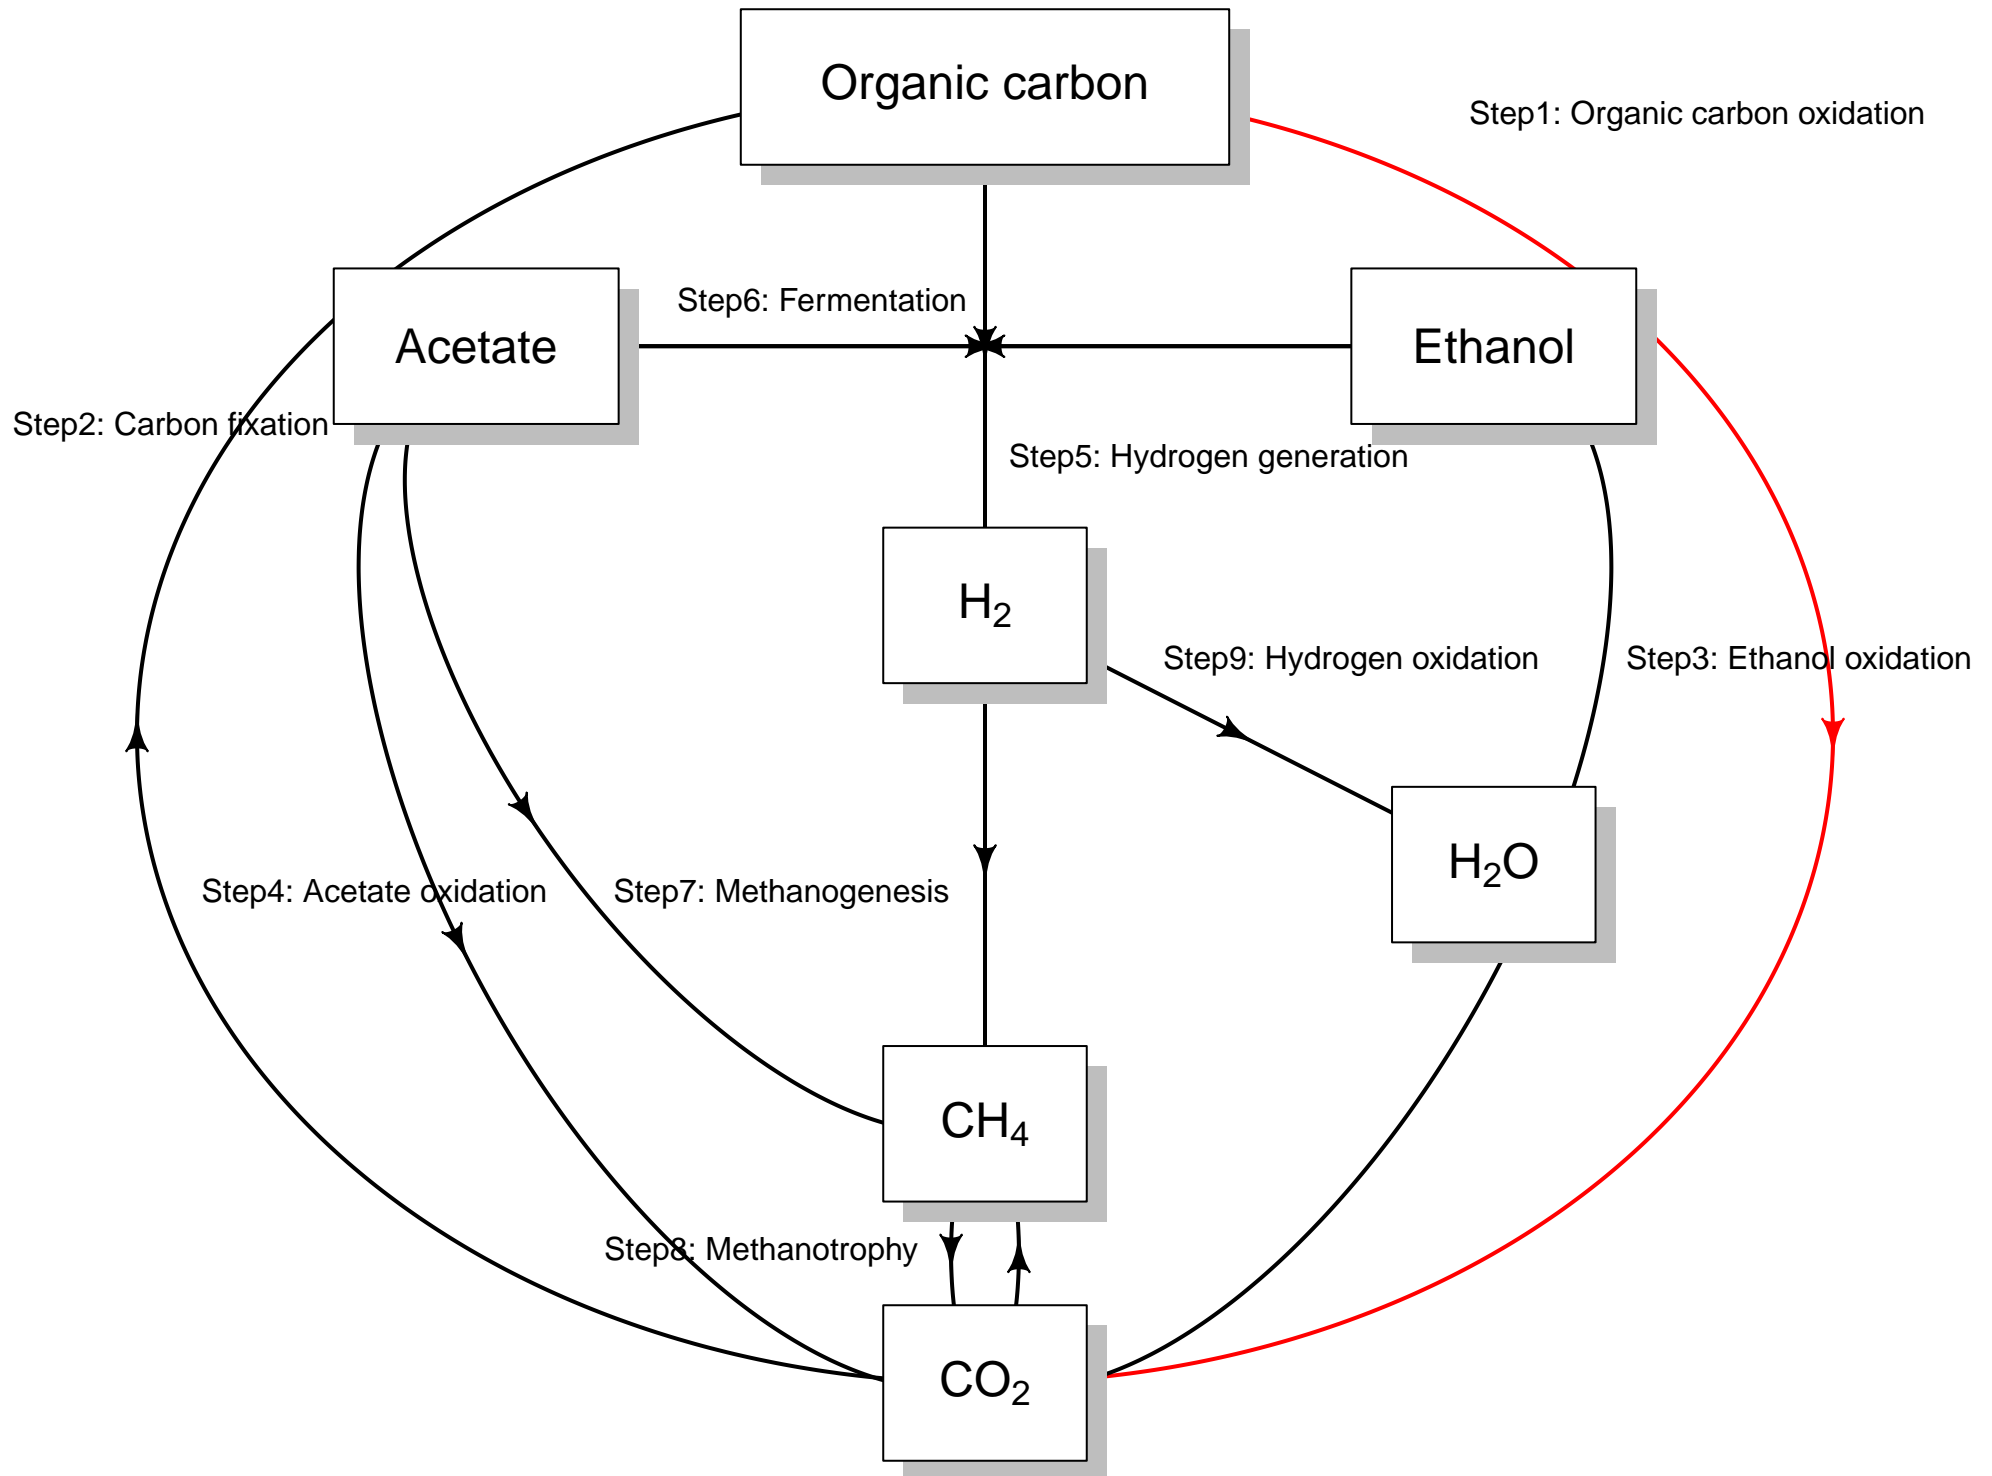 Organic carbon
Step1: Organic carbon oxidation
Step6: Fermentation
Acetate
Ethanol
Step2: Carbon fixation
Step5: Hydrogen generation
H₂
Step9: Hydrogen oxidation
Step3: Ethanol oxidation
H₂O
Step4: Acetate oxidation
Step7: Methanogenesis
CH₄
Step8: Methanotrophy
CO₂